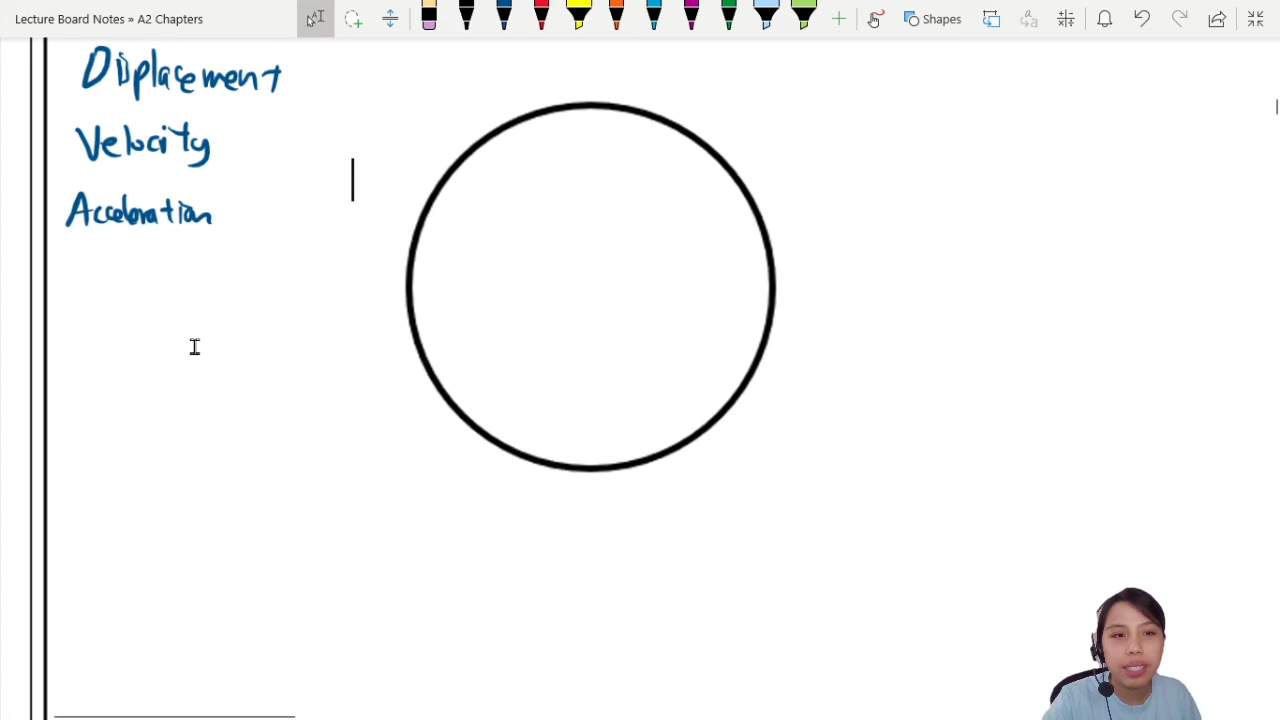 Lecture Board Notes » A2 Chapters
Shapes
Displacement
Velocity
Acceleration